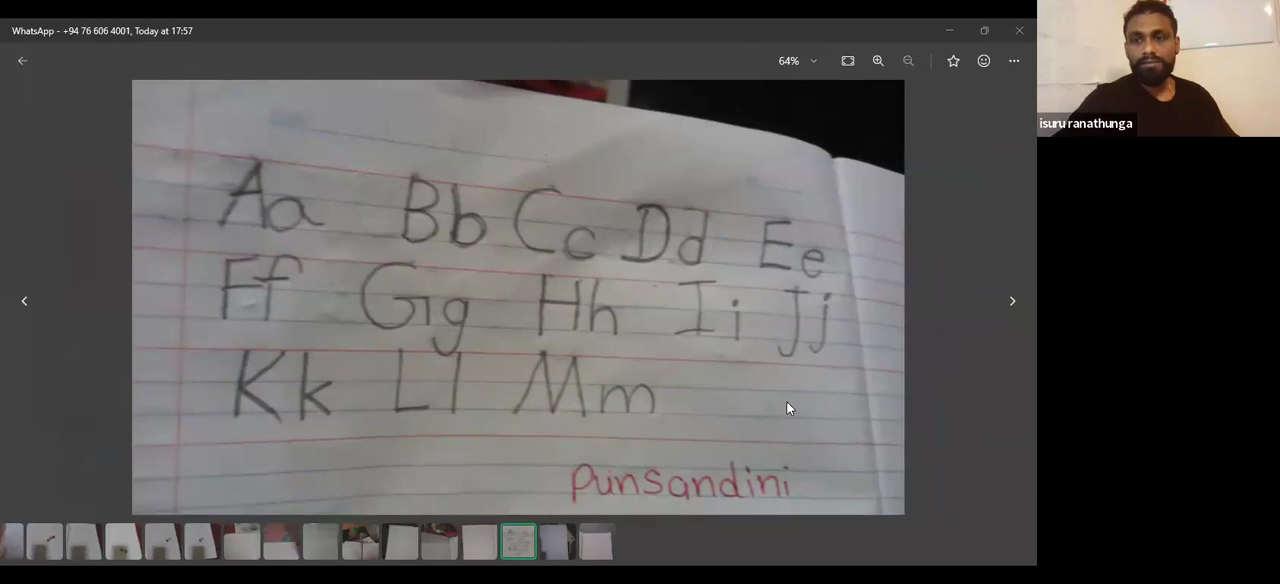 WhatsApp - +94 76 606 4001, Today at 17:57
64%
isuru ranathunga
Aa Bb Cc Dd Ee
Ff Gg Hh Ii Jj
Kk Ll Mm
Punsandini